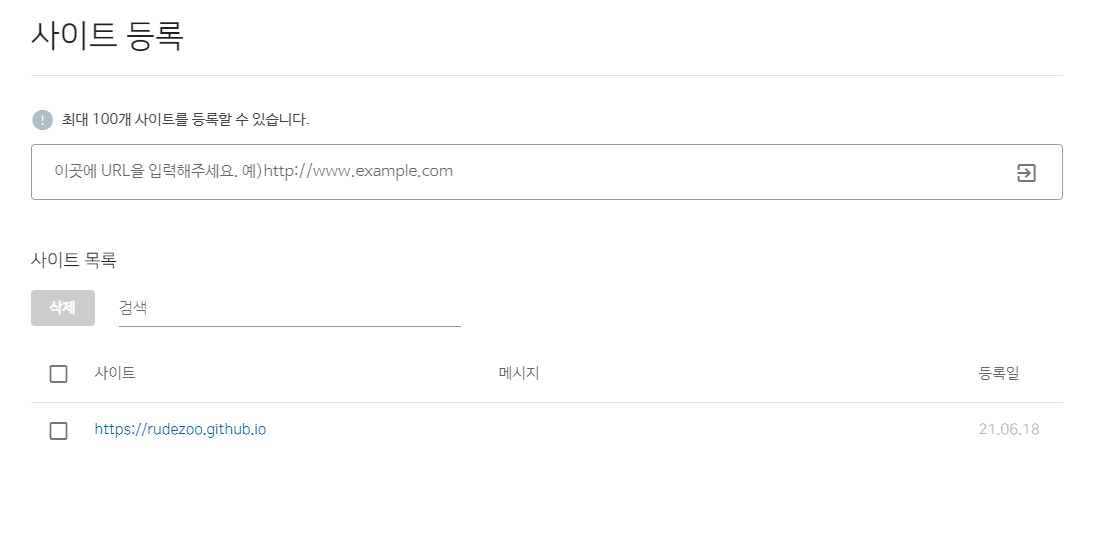 사이트 등록
최대 100개 사이트를 등록할 수 있습니다.
이곳에 URL을 입력해주세요. 예)http://www.example.com
사이트 목록
삭제 검색
사이트 메시지 등록일
https://rudezoo.github.io 21.06.18